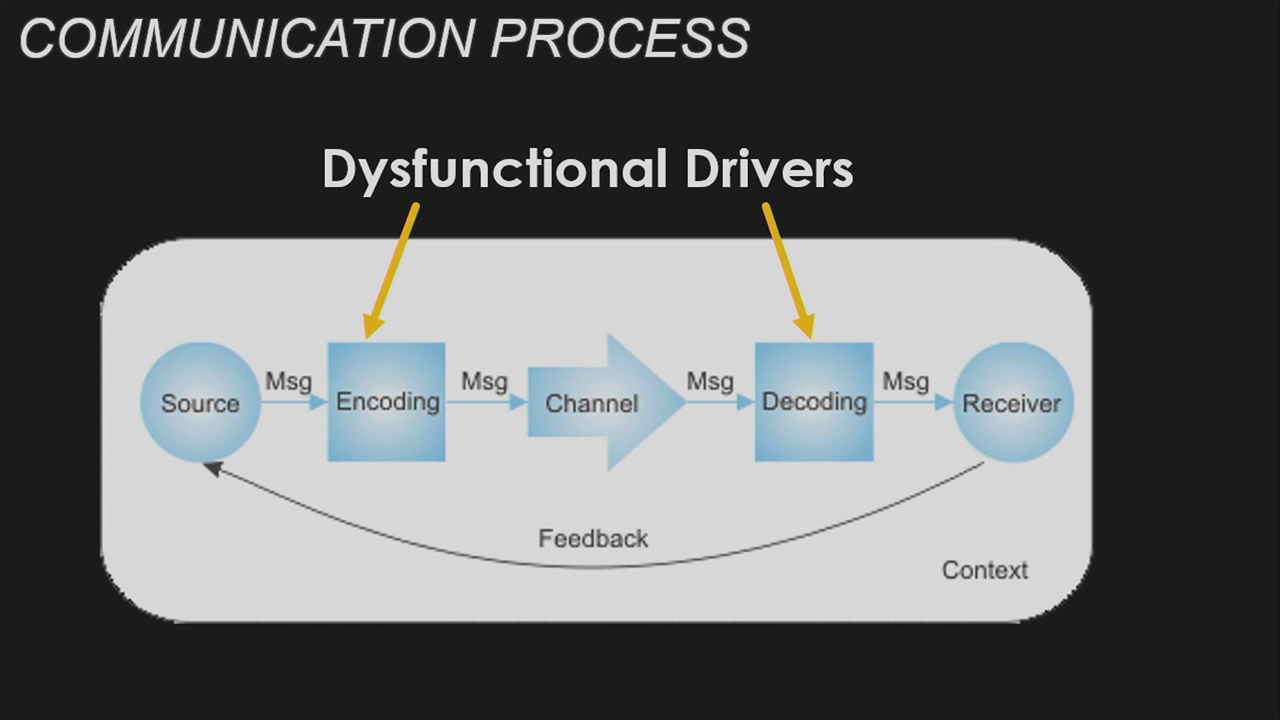 COMMUNICATION PROCESS
Dysfunctional Drivers
Msg Msg Msg Msg
Source Encoding Channel Decoding Receiver
Feedback
Context